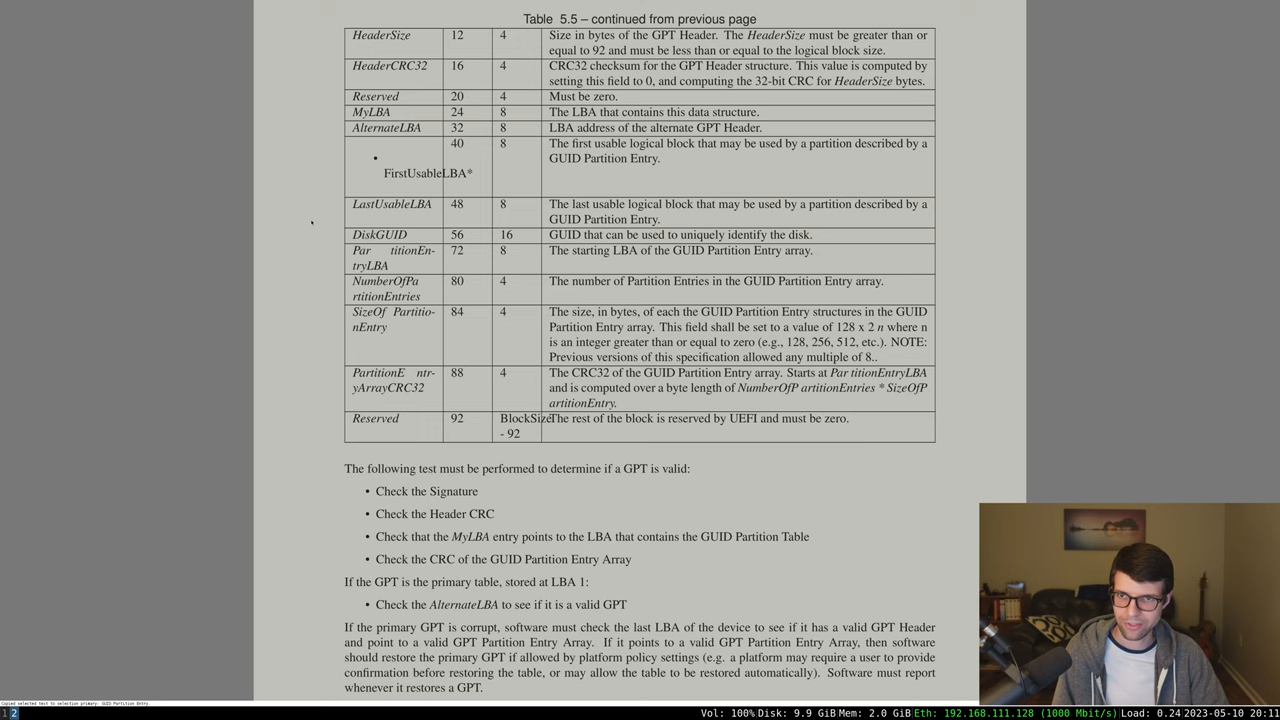 Table 5.5 – continued from previous page
HeaderSize 12 4 Size in bytes of the GPT Header. The HeaderSize must be greater than or
equal to 92 and must be less than or equal to the logical block size.
HeaderCRC32 16 4 CRC32 checksum for the GPT Header structure. This value is computed by
setting this field to 0, and computing the 32-bit CRC for HeaderSize bytes.
Reserved 20 4 Must be zero.
MyLBA 24 8 The LBA that contains this data structure.
AlternateLBA 32 8 LBA address of the alternate GPT Header.
40 8 The first usable logical block that may be used by a partition described by a
• GUID Partition Entry.
FirstUsableLBA*
LastUsableLBA 48 8 The last usable logical block that may be used by a partition described by a
GUID Partition Entry.
DiskGUID 56 16 GUID that can be used to uniquely identify the disk.
Par titionEn- 72 8 The starting LBA of the GUID Partition Entry array.
tryLBA
NumberOfPa 80 4 The number of Partition Entries in the GUID Partition Entry array.
rtitionEntries
SizeOf Partitio- 84 4 The size, in bytes, of each the GUID Partition Entry structures in the GUID
nEntry Partition Entry array. This field shall be set to a value of 128 x 2 n where n
is an integer greater than or equal to zero (e.g., 128, 256, 512, etc.). NOTE:
Previous versions of this specification allowed any multiple of 8..
PartitionE ntr- 88 4 The CRC32 of the GUID Partition Entry array. Starts at Par titionEntryLBA
yArrayCRC32 and is computed over a byte length of NumberOfP artitionEntries * SizeOfP
artitionEntry.
Reserved 92 BlockSize The rest of the block is reserved by UEFI and must be zero.
- 92
The following test must be performed to determine if a GPT is valid:
• Check the Signature
• Check the Header CRC
• Check that the MyLBA entry points to the LBA that contains the GUID Partition Table
• Check the CRC of the GUID Partition Entry Array
If the GPT is the primary table, stored at LBA 1:
• Check the AlternateLBA to see if it is a valid GPT
If the primary GPT is corrupt, software must check the last LBA of the device to see if it has a valid GPT Header
and point to a valid GPT Partition Entry Array. If it points to a valid GPT Partition Entry Array, then software
should restore the primary GPT if allowed by platform policy settings (e.g. a platform may require a user to provide
confirmation before restoring the table, or may allow the table to be restored automatically). Software must report
whenever it restores a GPT.
Copied selected text to selection primary: GUID Partition Entry.
1 2 Vol: 100% Disk: 9.9 GiB Mem: 2.0 GiB Eth: 192.168.111.128 (1000 Mbit/s) Load: 0.24 2023-05-10 20:11